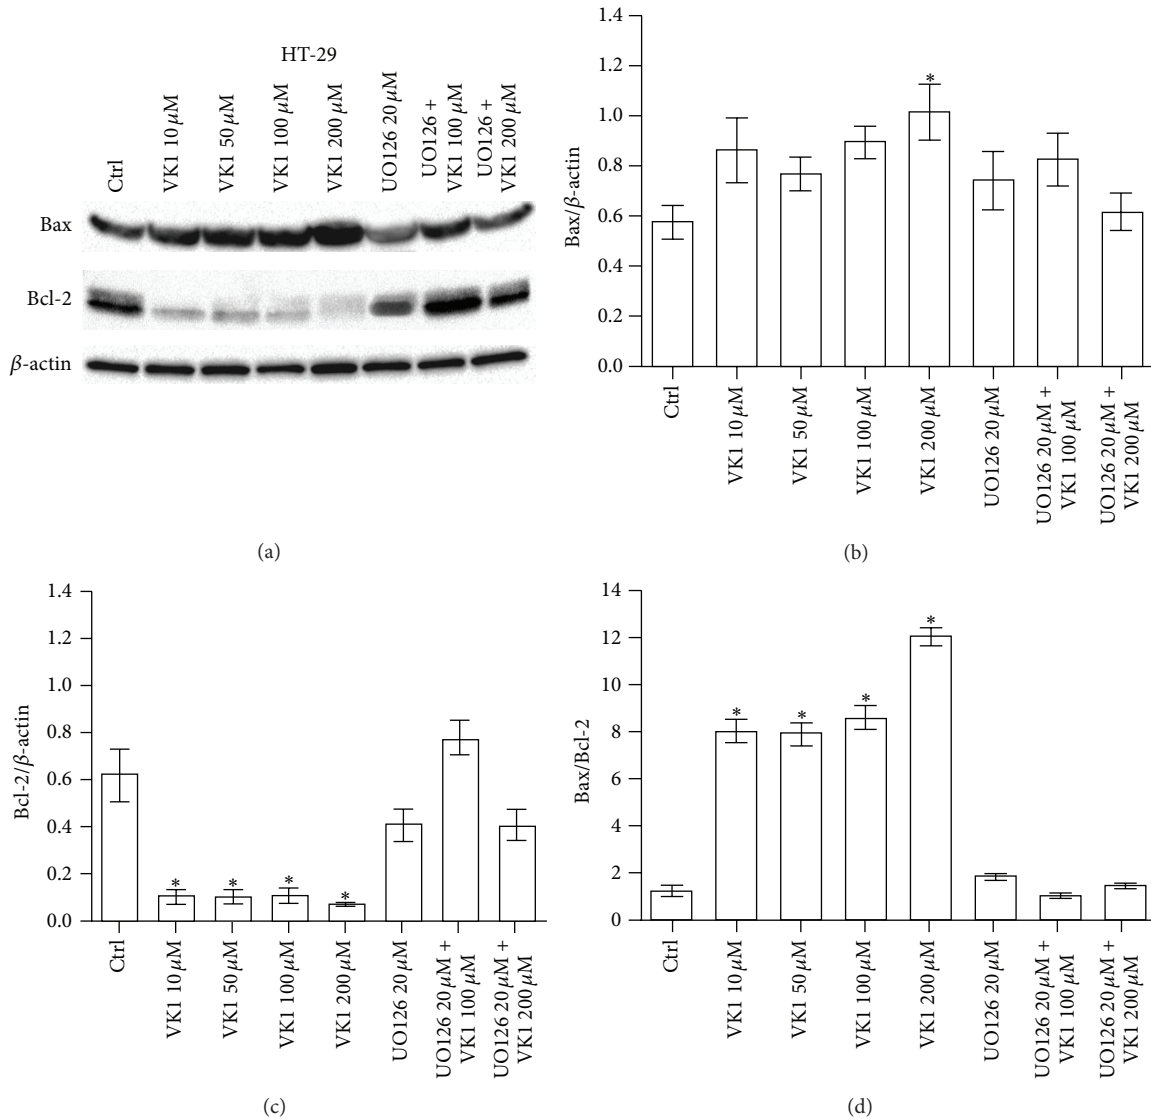 HT-29
Ctrl
VK1 10 μM
VK1 50 μM
VK1 100 μM
VK1 200 μM
UO126 20 μM
UO126 +
VK1 100 μM
UO126 +
VK1 200 μM
Bax
Bcl-2
β-actin
(a)
Bax/β-actin
1.4
1.2
1.0
0.8
0.6
0.4
0.2
0.0
*
Ctrl
VK1 10 μM
VK1 50 μM
VK1 100 μM
VK1 200 μM
UO126 20 μM
UO126 20 μM +
VK1 100 μM
UO126 20 μM +
VK1 200 μM
(b)
Bcl-2/β-actin
1.4
1.2
1.0
0.8
0.6
0.4
0.2
0.0
* * * *
Ctrl
VK1 10 μM
VK1 50 μM
VK1 100 μM
VK1 200 μM
UO126 20 μM
UO126 20 μM +
VK1 100 μM
UO126 20 μM +
VK1 200 μM
(c)
Bax/Bcl-2
14
12
10
8
6
4
2
0
* * * *
Ctrl
VK1 10 μM
VK1 50 μM
VK1 100 μM
VK1 200 μM
UO126 20 μM
UO126 20 μM +
VK1 100 μM
UO126 20 μM +
VK1 200 μM
(d)